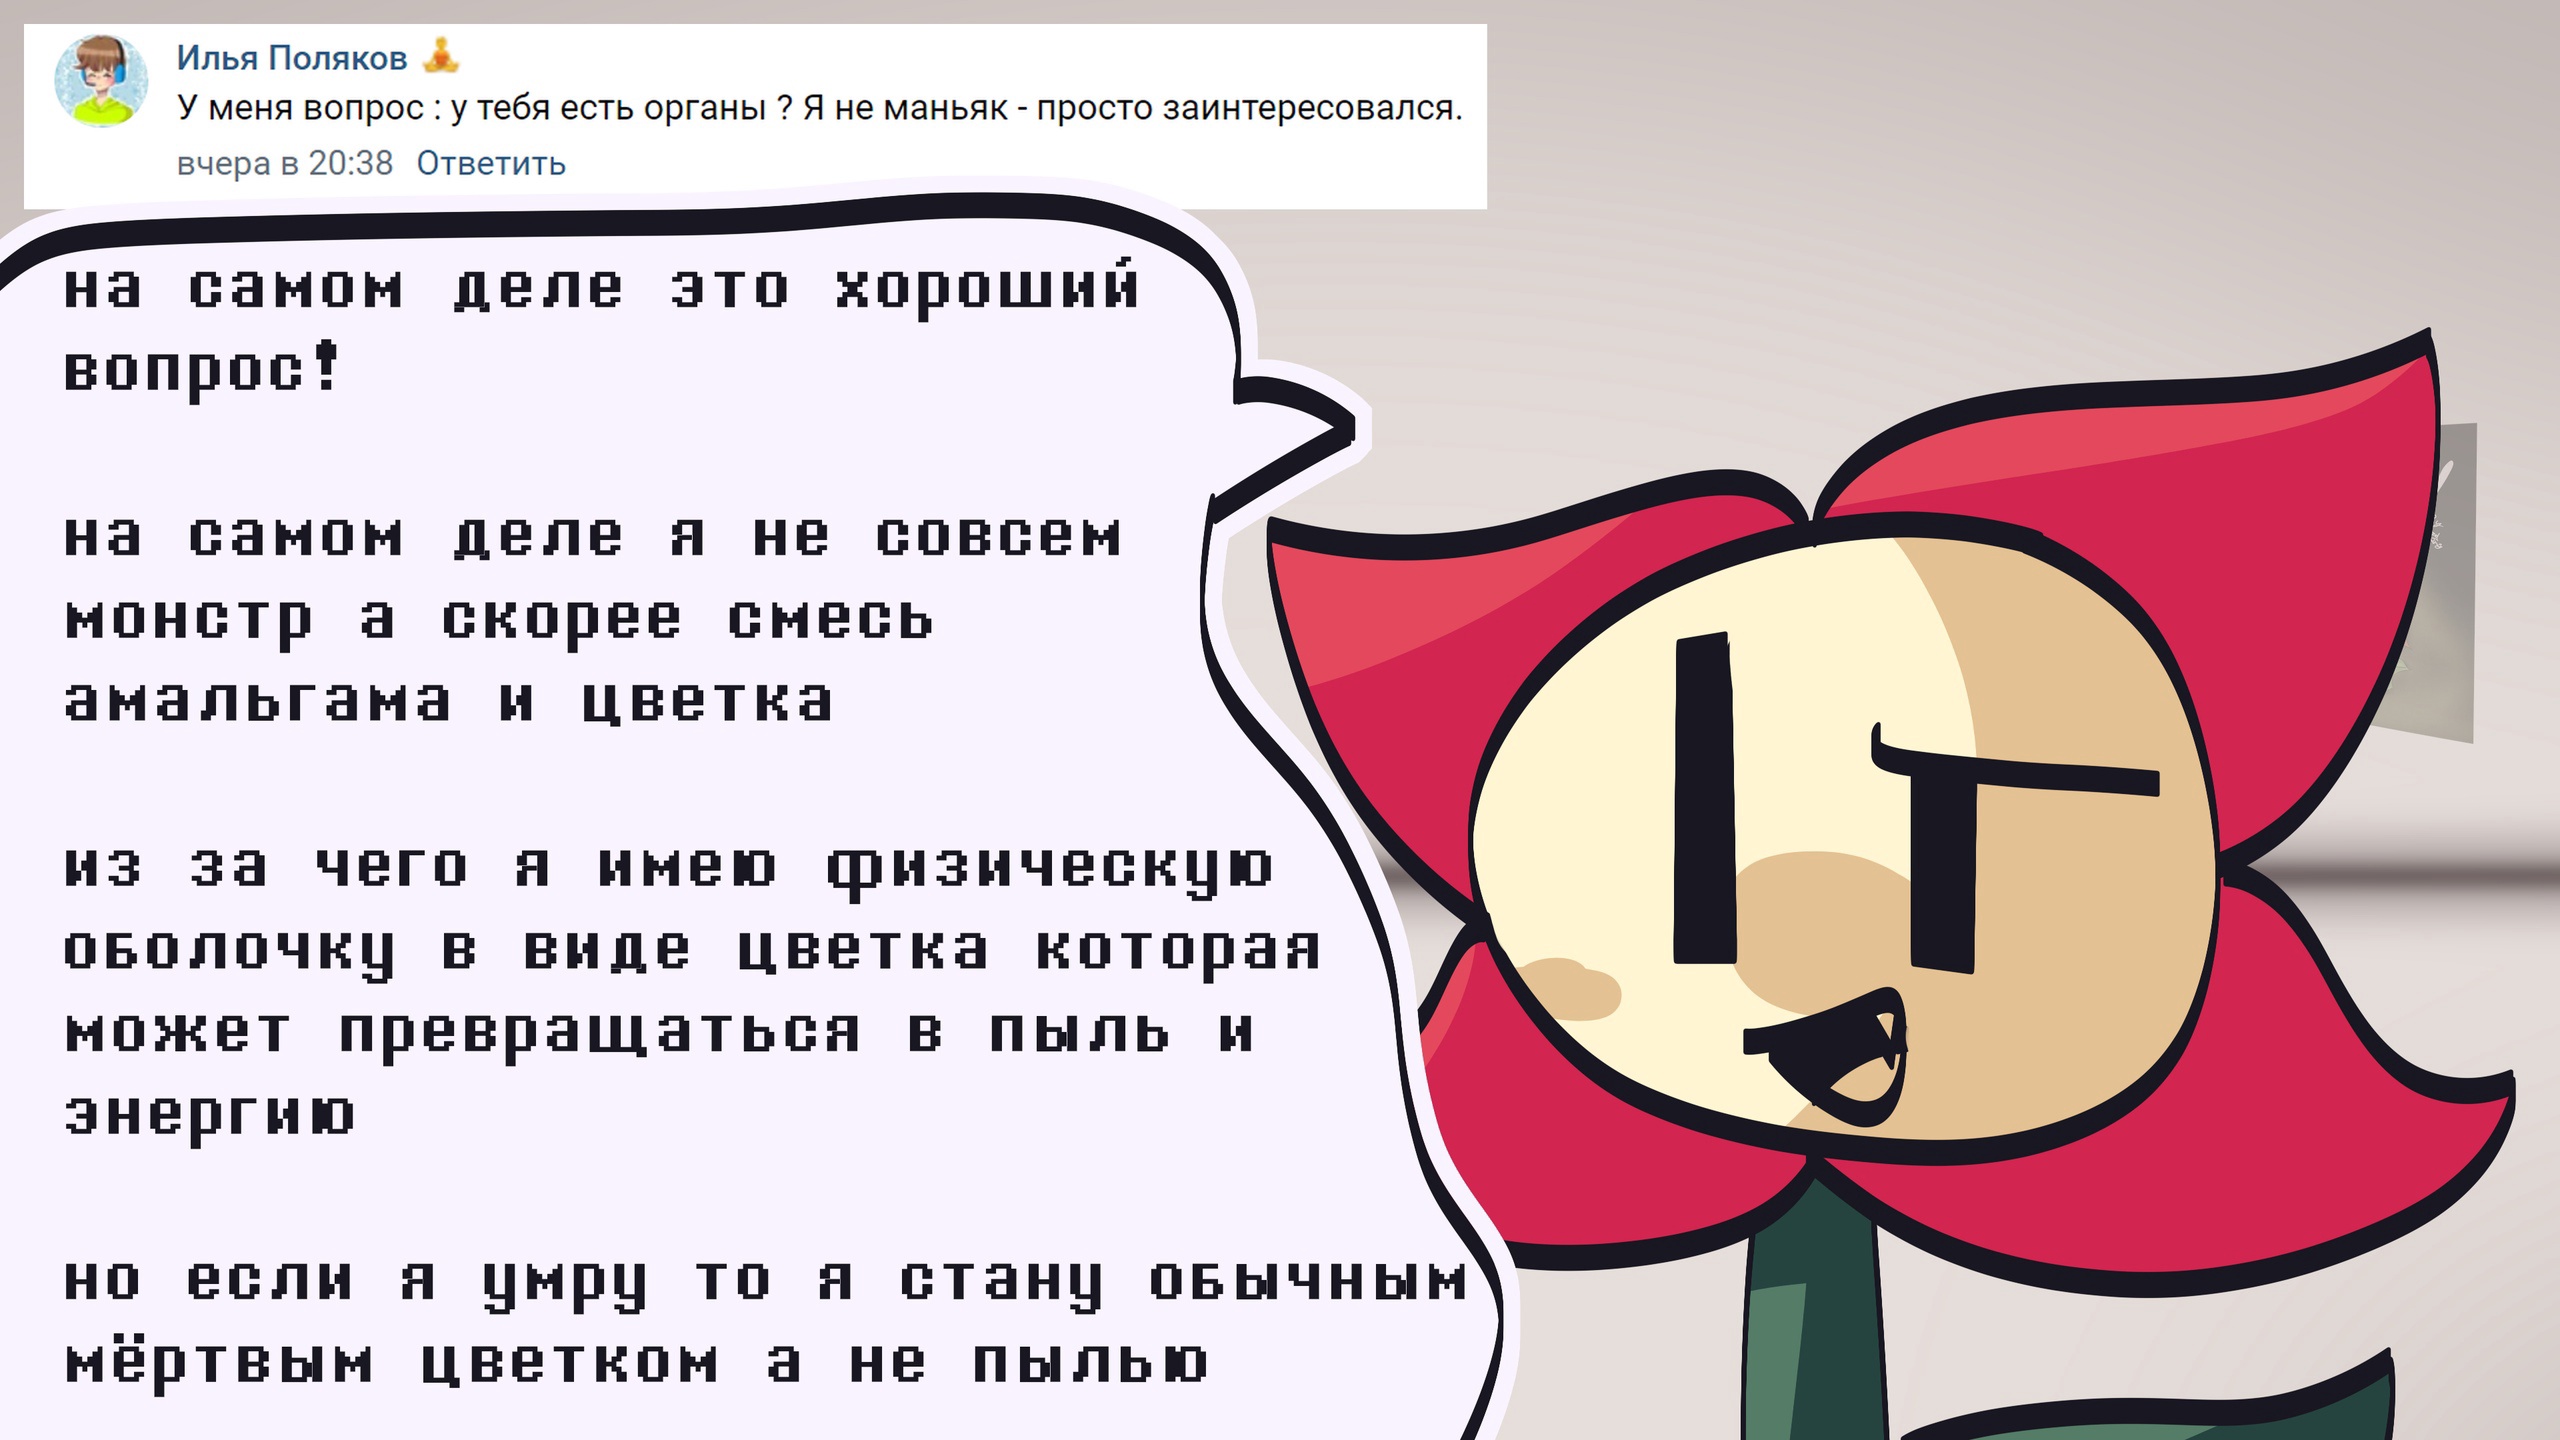 Илья Поляков
У меня вопрос : у тебя есть органы ? Я не маньяк - просто заинтересовался.
вчера в 20:38 Ответить
на самом деле это хороший
вопрос!
на самом деле я не совсем
монстр а скорее смесь
амальгама и цветка
из за чего я имею физическую
оболочку в виде цветка которая
может превращаться в пыль и
энергию
но если я умру то я стану обычным
мёртвым цветком а не пылью